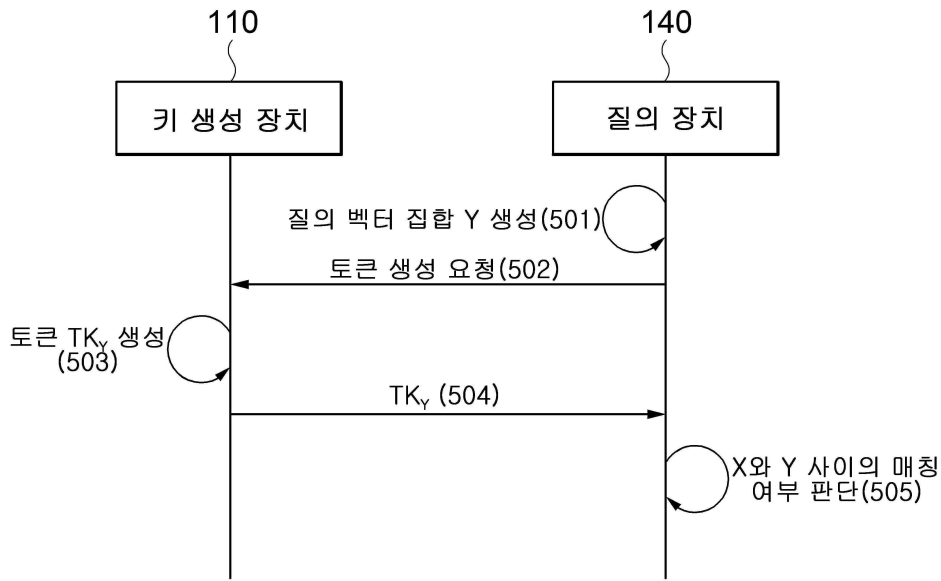 110
140
키 생성 장치
질의 장치
질의 벡터 집합 Y 생성(501)
토큰 생성 요청(502)
토큰 TKY 생성
(503)
TKY (504)
X와 Y 사이의 매칭
여부 판단(505)